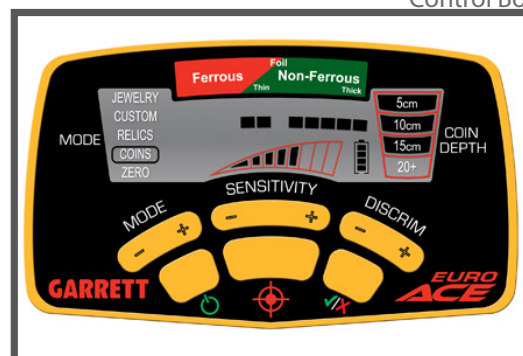 Control Bo
Ferrous
Foil
Non-Ferrous
Thin
Thick
JEWELRY
CUSTOM
RELICS
COINS
ZERO
MODE
5cm
10cm
15cm
20+
COIN
DEPTH
SENSITIVITY
- +
MODE
- +
DISCRIM
- +
GARRETT
EURO
ACE